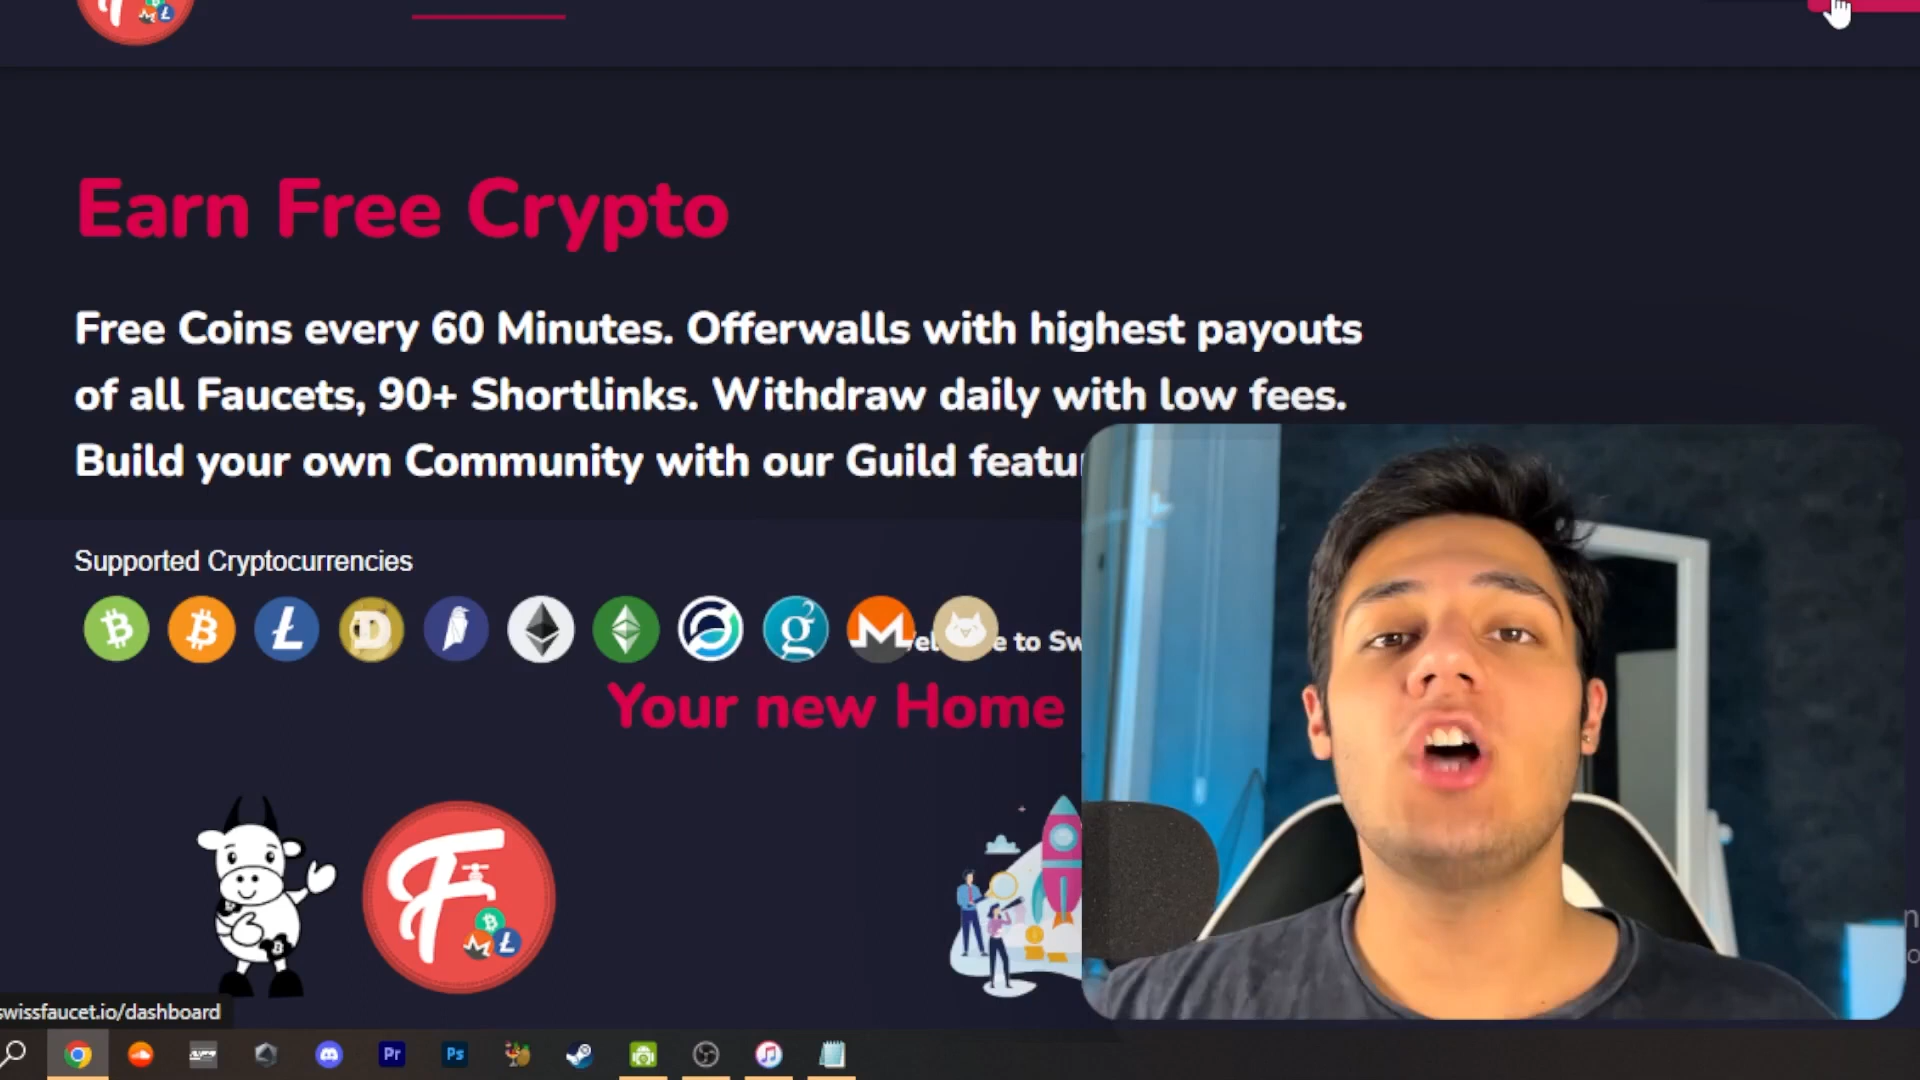 Earn Free Crypto
Free Coins every 60 Minutes. Offerwalls with highest payouts
of all Faucets, 90+ Shortlinks. Withdraw daily with low fees.
Build your own Community with our Guild featu
Supported Cryptocurrencies
e to Sw
Your new Home
F
swissfaucet.io/dashboard
Pr
Ps